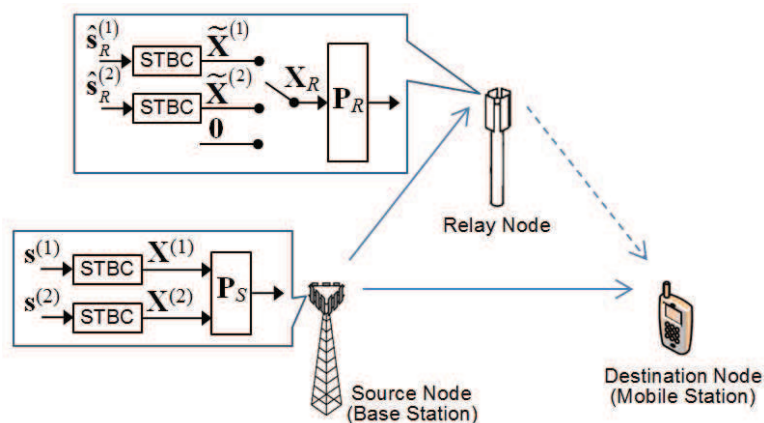 ŝ_R^(1) STBC X̃^(1)
ŝ_R^(2) STBC X̃^(2)
X_R P_R
0
Relay Node
s^(1) STBC X^(1)
s^(2) STBC X^(2)
P_S
Source Node
(Base Station)
Destination Node
(Mobile Station)